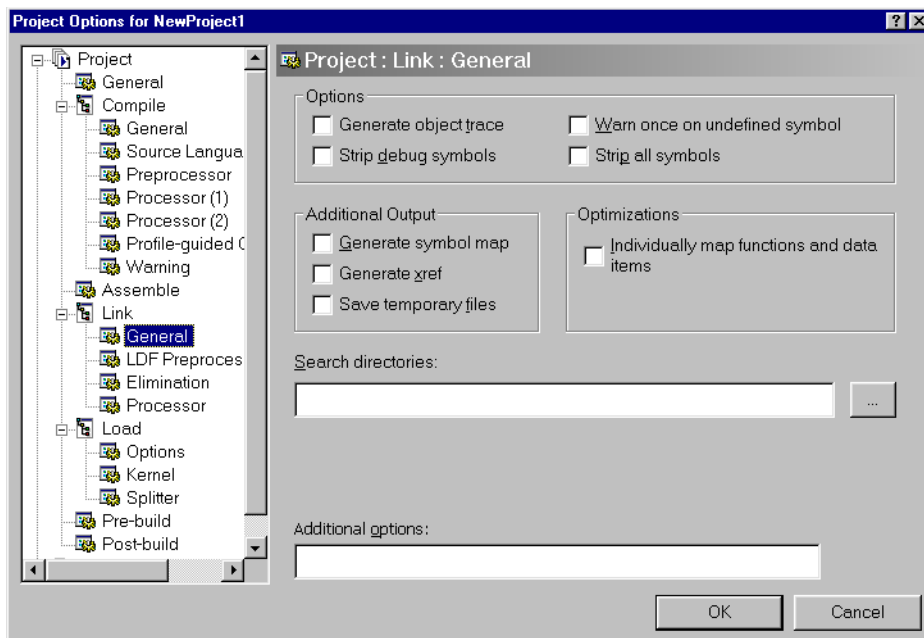 Project Options for NewProject1
Project
General
Compile
General
Source Langua
Preprocessor
Processor (1)
Processor (2)
Profile-guided C
Warning
Assemble
Link
General
LDF Preproces
Elimination
Processor
Load
Options
Kernel
Splitter
Pre-build
Post-build
Project : Link : General
Options
Generate object trace
Warn once on undefined symbol
Strip debug symbols
Strip all symbols
Additional Output
Generate symbol map
Generate xref
Save temporary files
Optimizations
Individually map functions and data
items
Search directories:
...
Additional options:
OK
Cancel